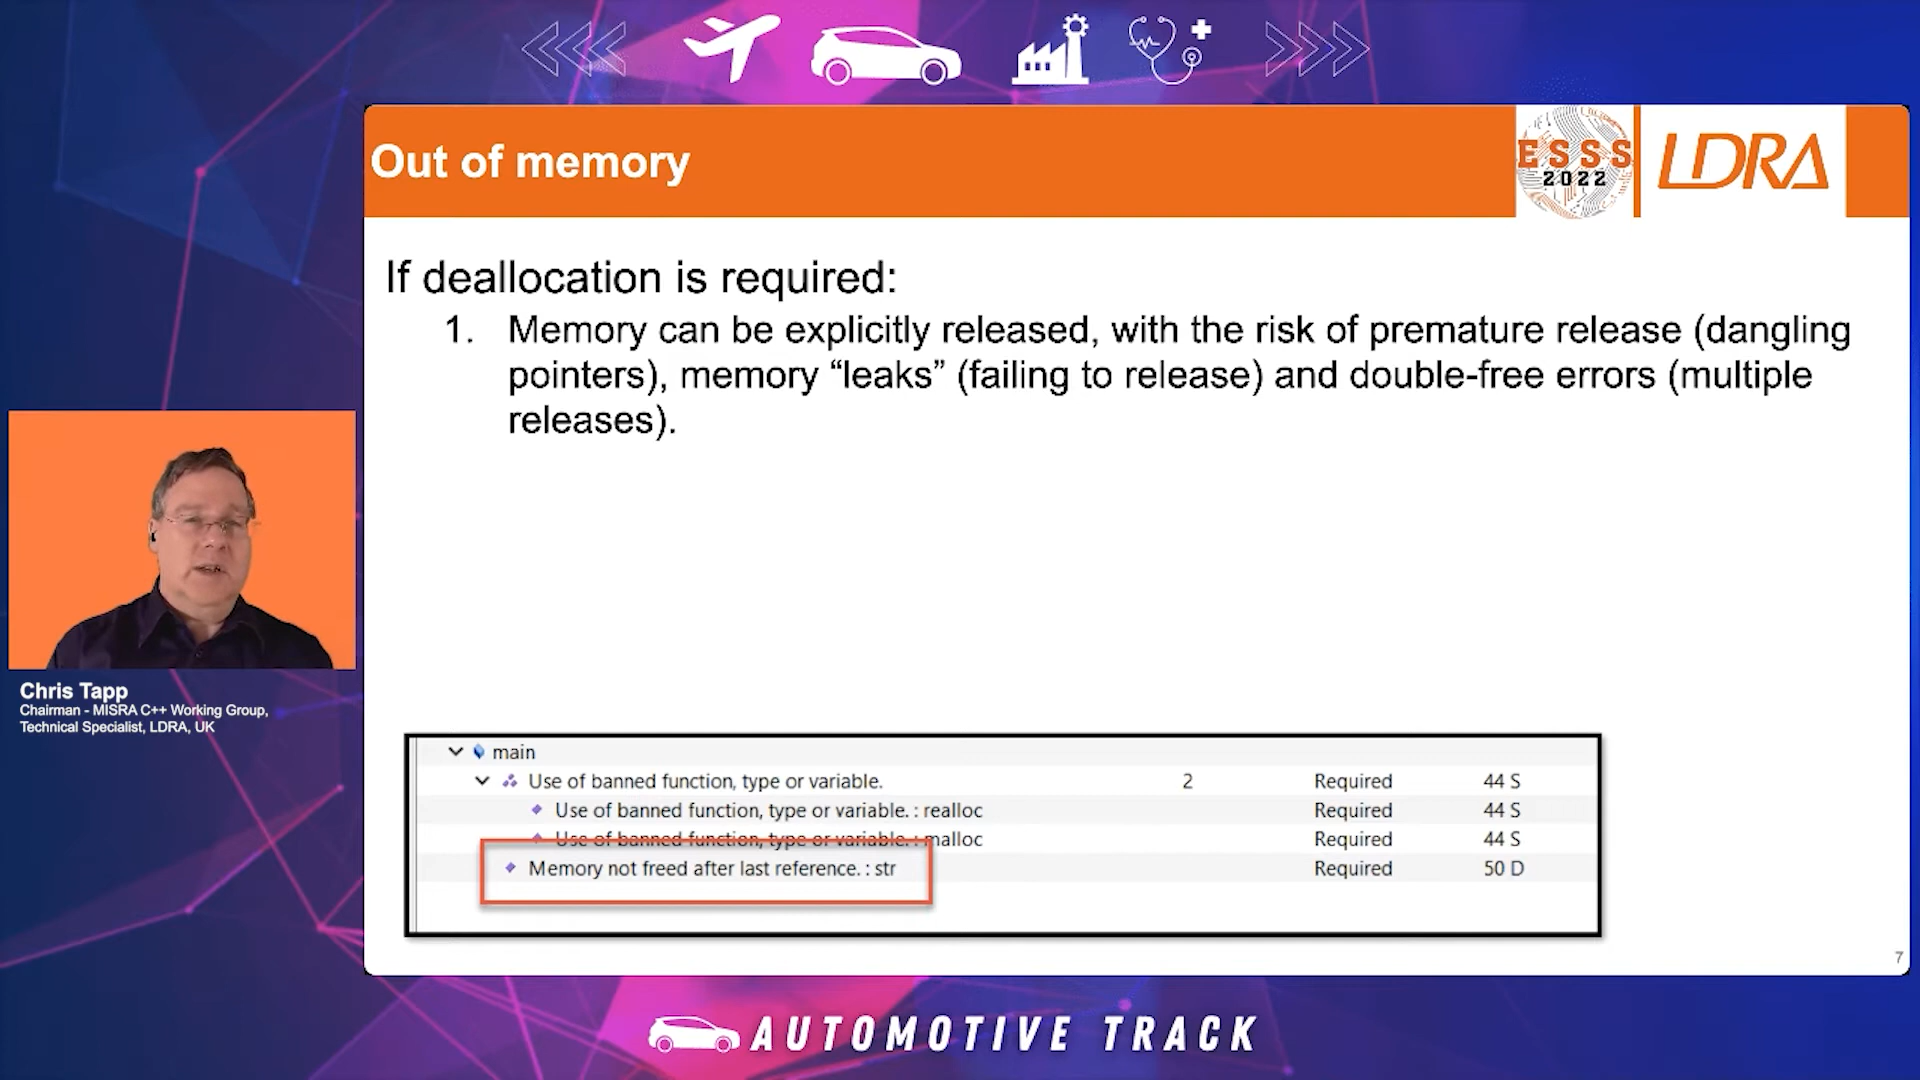 Out of memory
ESSS
2022
LDRA
If deallocation is required:
1. Memory can be explicitly released, with the risk of premature release (dangling
pointers), memory “leaks” (failing to release) and double-free errors (multiple
releases).
Chris Tapp
Chairman - MISRA C++ Working Group,
Technical Specialist, LDRA, UK
main
Use of banned function, type or variable. 2 Required 44 S
Use of banned function, type or variable. : realloc Required 44 S
Use of banned function, type or variable. : malloc Required 44 S
Memory not freed after last reference. : str Required 50 D
7
AUTOMOTIVE TRACK